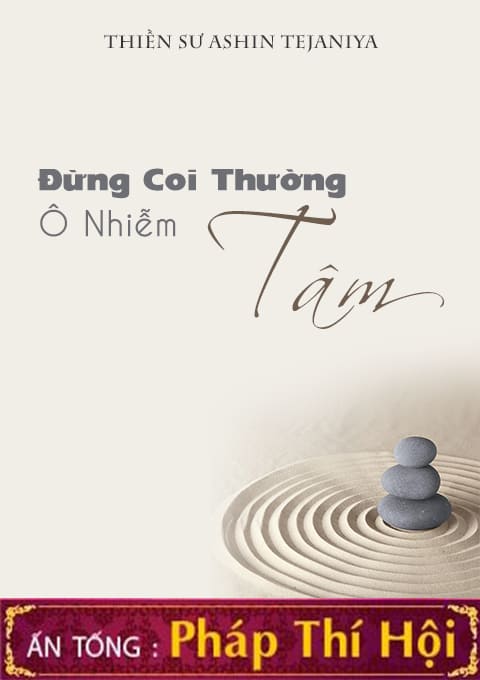 THIỀN SƯ ASHIN TEJANIYA
Đừng Coi Thường
Ô Nhiễm Tâm
ẤN TỐNG : Pháp Thí Hội